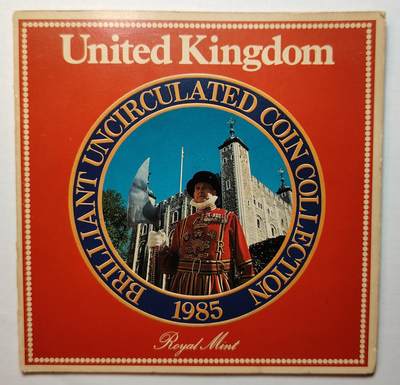 United Kingdom
BRILLIANT UNCIRCULATED COIN COLLECTION
1985
Royal Mint